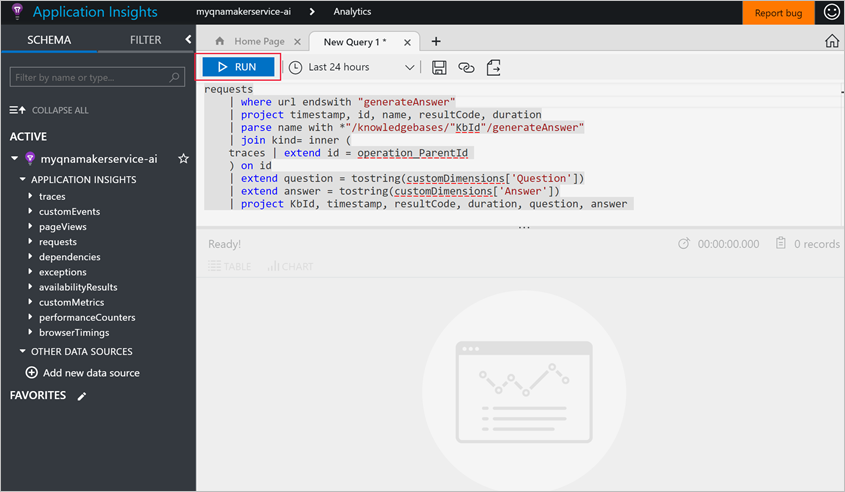 Application Insights myqnamakerservice-ai Analytics Report bug
SCHEMA FILTER
Home Page New Query 1 *
RUN Last 24 hours
Filter by name or type...
COLLAPSE ALL
ACTIVE
myqnamakerservice-ai
APPLICATION INSIGHTS
traces
customEvents
pageViews
requests
dependencies
exceptions
availabilityResults
customMetrics
performanceCounters
browserTimings
OTHER DATA SOURCES
Add new data source
FAVORITES
requests
| where url endswith "generateAnswer"
| project timestamp, id, name, resultCode, duration
| parse name with *"/knowledgebases/"KbId"/generateAnswer"
| join kind= inner (
traces | extend id = operation_ParentId
) on id
| extend question = tostring(customDimensions['Question'])
| extend answer = tostring(customDimensions['Answer'])
| project KbId, timestamp, resultCode, duration, question, answer
Ready! 00:00:00.000 0 records
TABLE CHART